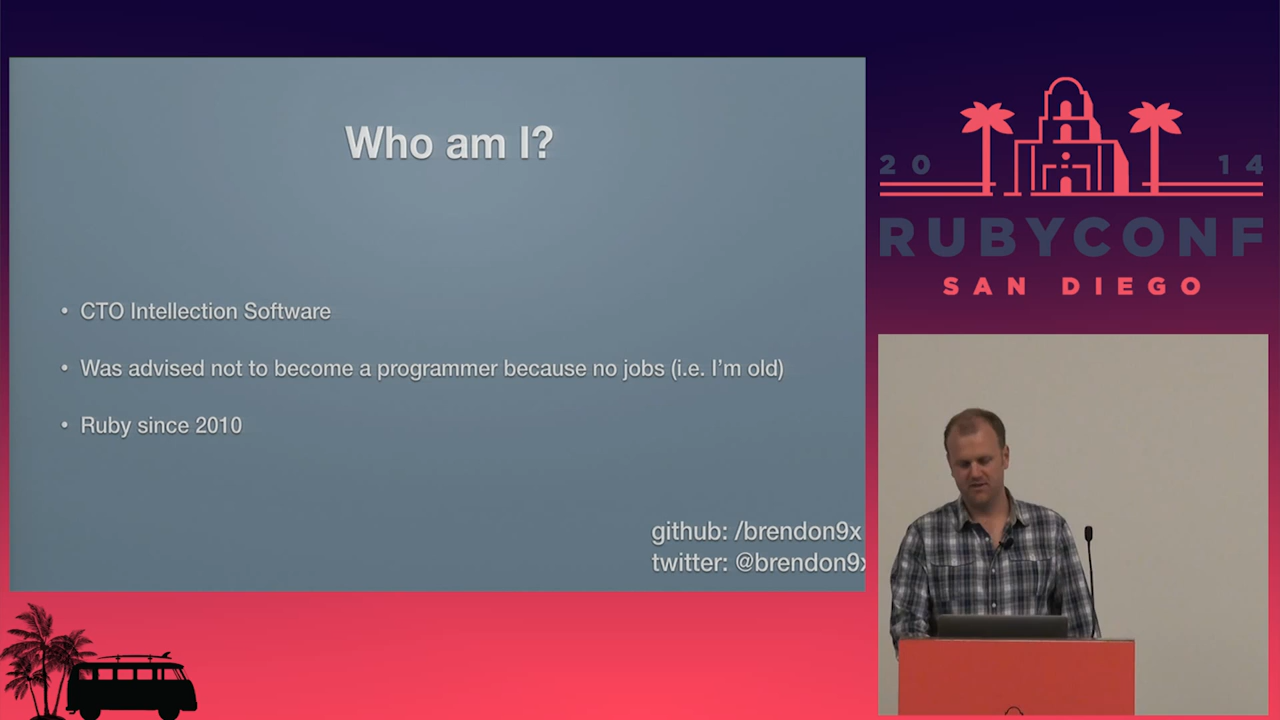 Who am I?
• CTO Intellection Software
• Was advised not to become a programmer because no jobs (i.e. I'm old)
• Ruby since 2010
github: /brendon9x
twitter: @brendon9x
20 14
RUBYCONF
SAN DIEGO